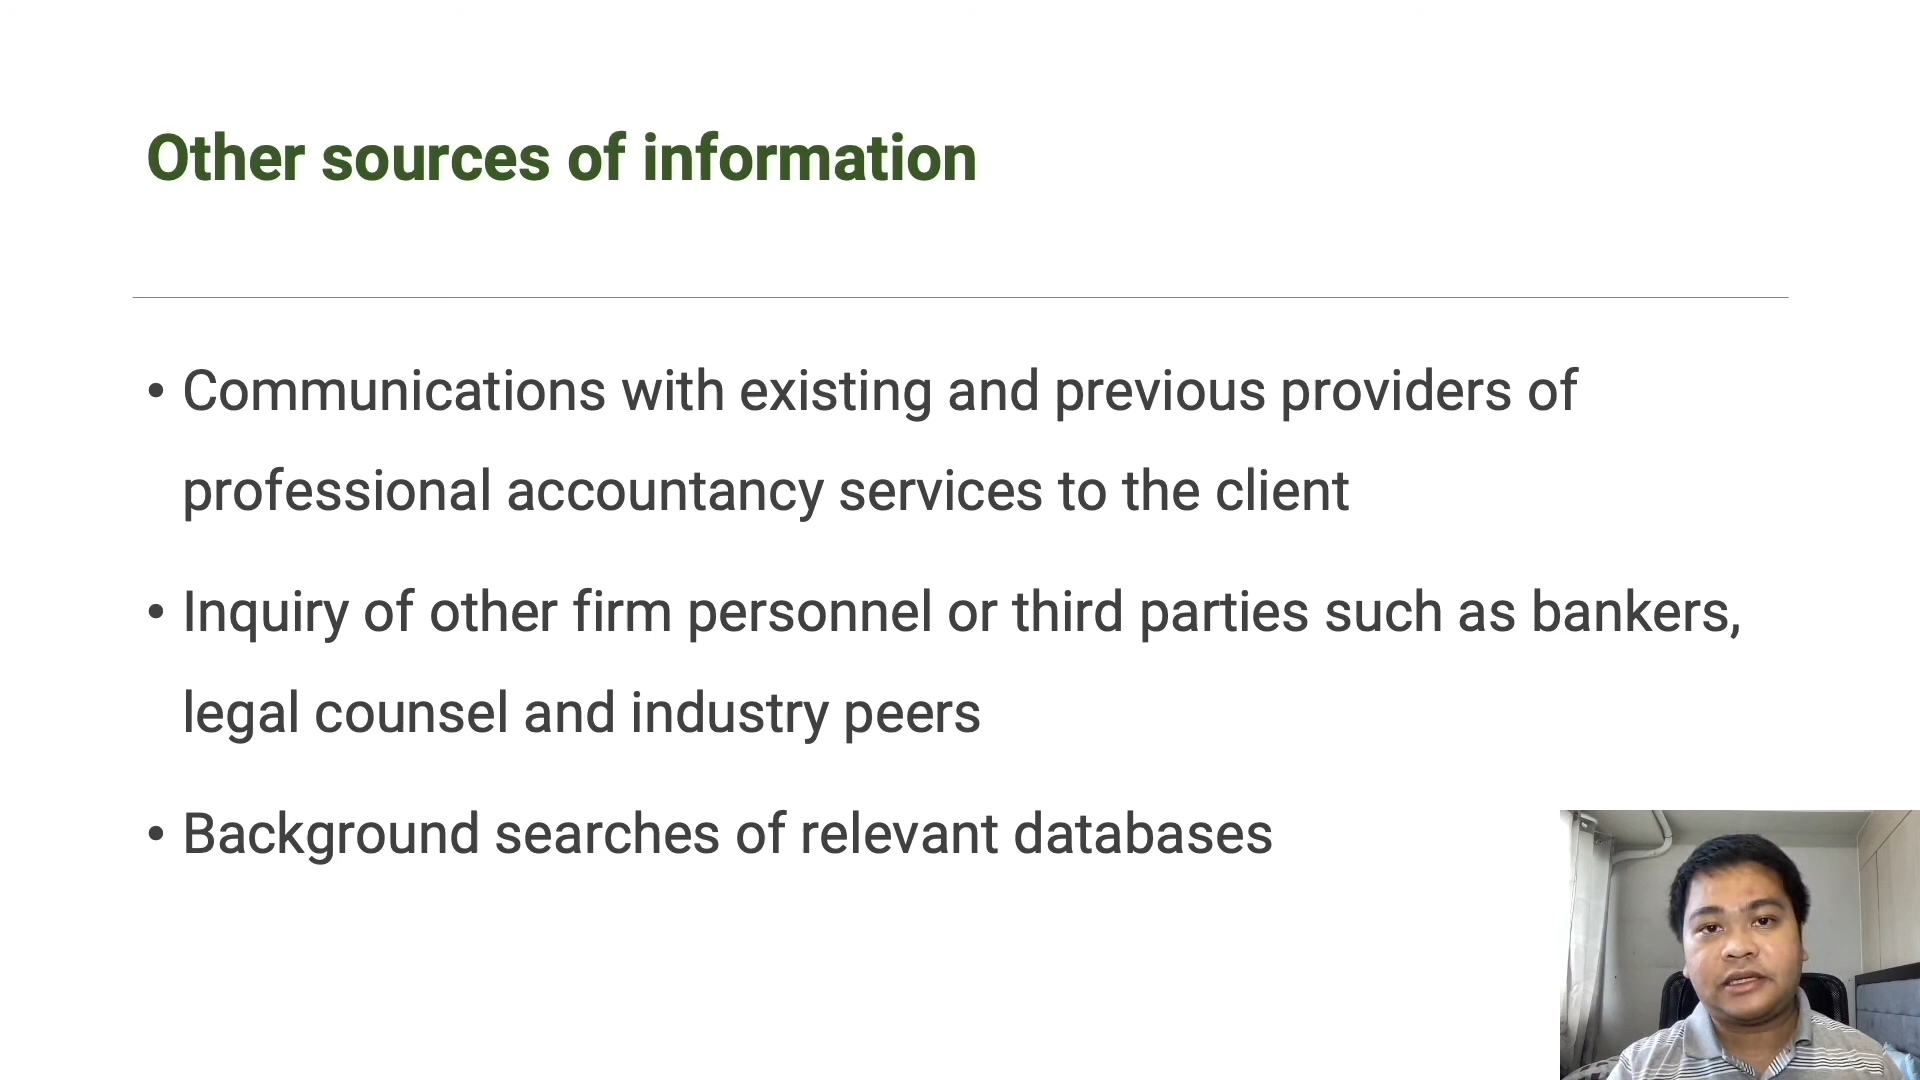 Other sources of information
• Communications with existing and previous providers of
professional accountancy services to the client
• Inquiry of other firm personnel or third parties such as bankers,
legal counsel and industry peers
• Background searches of relevant databases